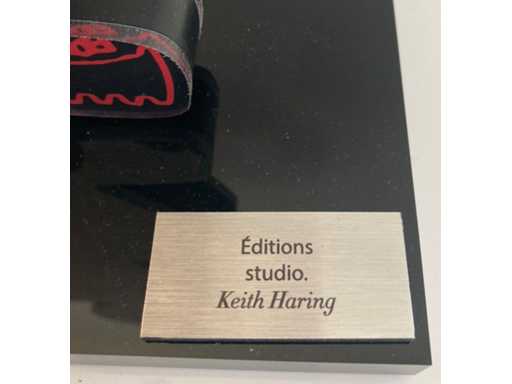 Éditions
studio.
Keith Haring